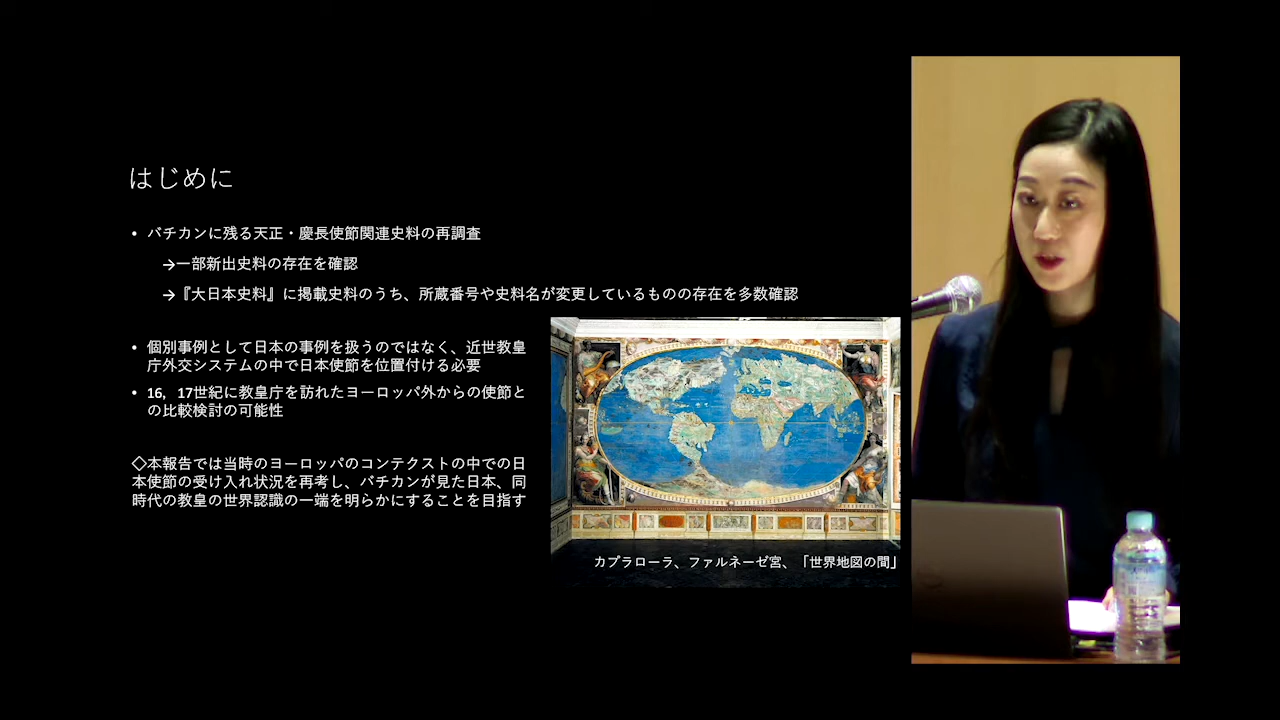 はじめに
• バチカンに残る天正・慶長使節関連史料の再調査
→一部新出史料の存在を確認
→『大日本史料』に掲載史料のうち、所蔵番号や史料名が変更しているものの存在を多数確認
• 個別事例として日本の事例を扱うのではなく、近世教皇
庁外交システムの中で日本使節を位置付ける必要
• 16,　17世紀に教皇庁を訪れたヨーロッパ外からの使節と
の比較検討の可能性
◇本報告では当時のヨーロッパのコンテクストの中での日
本使節の受け入れ状況を再考し、バチカンが見た日本、同
時代の教皇の世界認識の一端を明らかにすることを目指す
カプラローラ、ファルネーゼ宮、「世界地図の間」